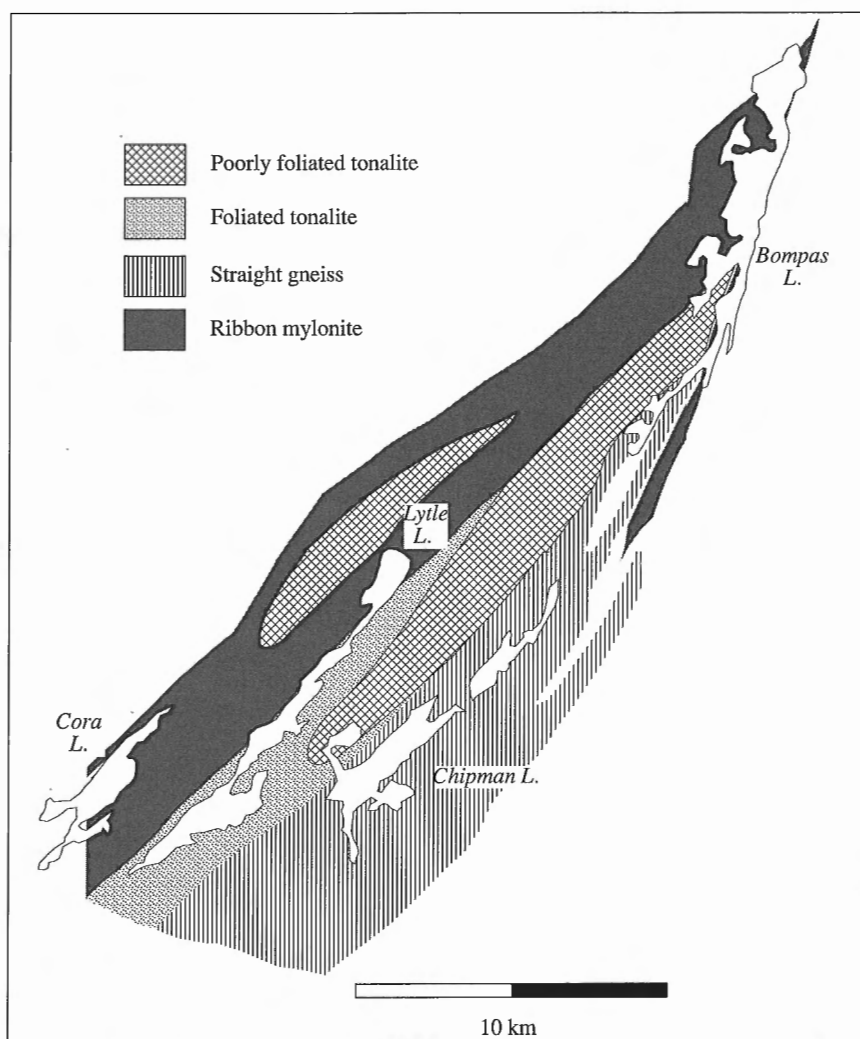 Poorly foliated tonalite
Foliated tonalite
Straight gneiss
Ribbon mylonite
Bompas
L.
Lytle
L.
Cora
L.
Chipman L.
10 km